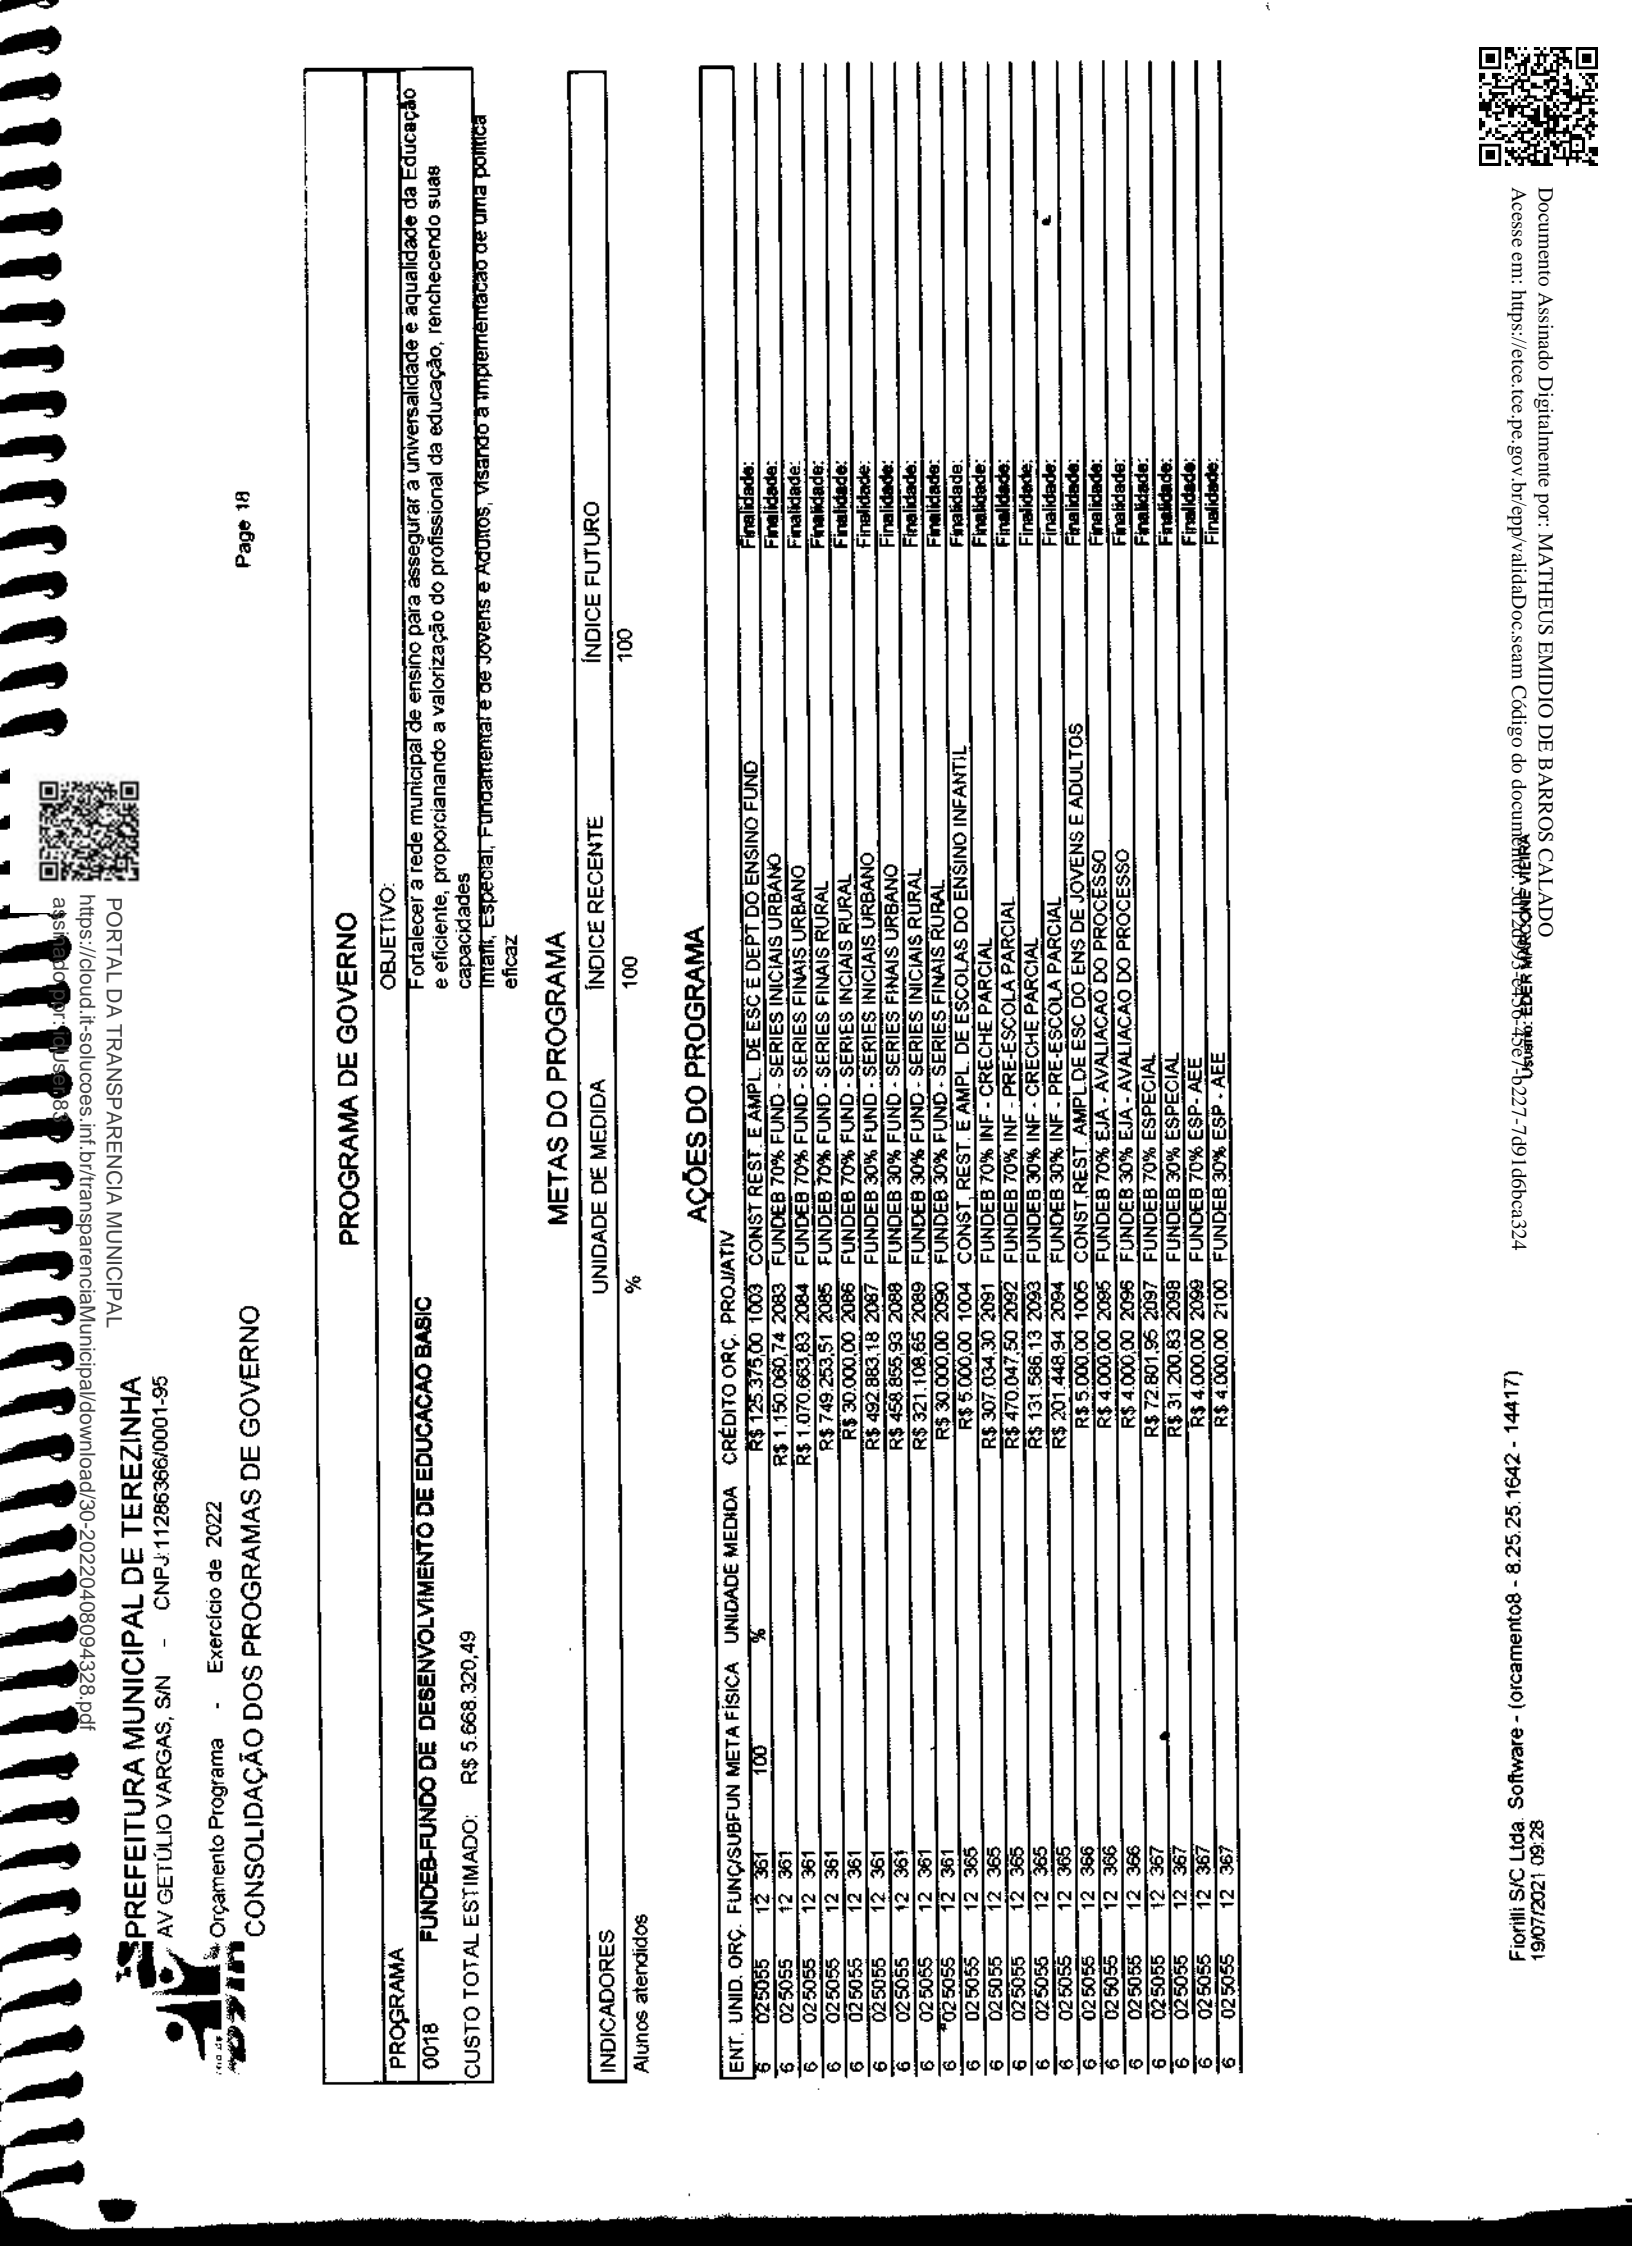 PREFEITURA MUNICIPAL DE TEREZINHA
AV GETÚLIO VARGAS, S/N - CNPJ:11286366/0001-95
Orçamento Programa - Exercício de 2022
CONSOLIDAÇÃO DOS PROGRAMAS DE GOVERNO
Page 18
PORTAL DA TRANSPARENCIA MUNICIPAL
https://cloud.it-solucoes.inf.br/transparenciaMunicipal/download/30-20220408094328.pdf
assinado por: idUser 83
PROGRAMA DE GOVERNO
PROGRAMA OBJETIVO:
0018 FUNDEB-FUNDO DE DESENVOLVIMENTO DE EDUCACAO BASIC
CUSTO TOTAL ESTIMADO: R$ 5.668.320,49
Fortalecer a rede municipal de ensino para assegurar a universalidade e aqualidade da Educação
e eficiente, proporcianando a valorização do profissional da educação, renchecendo suas
capacidades
Intafil, Especial, Fundamental e de Jovens e Adultos, visando a implementacao de uma política
eficaz
METAS DO PROGRAMA
INDICADORES UNIDADE DE MEDIDA ÍNDICE RECENTE ÍNDICE FUTURO
Alunos atendidos % 100 100
AÇÕES DO PROGRAMA
ENT. UNID. ORÇ. FUNÇ/SUBFUN META FÍSICA UNIDADE MEDIDA CRÉDITO ORÇ. PROJ/ATIV
6 025055 12 361 100 % R$ 125.375,00 1003 CONST REST. E AMPL. DE ESC E DEPT DO ENSINO FUND Finalidade:
6 025055 12 361 R$ 1.150.060,74 2083 FUNDEB 70% FUND - SERIES INICIAIS URBANO Finalidade:
6 025055 12 361 R$ 1.070.663,83 2084 FUNDEB 70% FUND - SERIES FINAIS URBANO Finalidade:
6 025055 12 361 R$ 749.253,51 2085 FUNDEB 70% FUND - SERIES FINAIS RURAL Finalidade:
6 025055 12 361 R$ 30.000,00 2086 FUNDEB 70% FUND - SERIES INCIAIS RURAL Finalidade:
6 025055 12 361 R$ 492.883,18 2087 FUNDEB 30% FUND - SERIES INICIAIS URBANO Finalidade:
6 025055 12 361 R$ 458.855,93 2088 FUNDEB 30% FUND - SERIES FINAIS URBANO Finalidade:
6 025055 12 361 R$ 321.108,65 2089 FUNDEB 30% FUND - SERIES INICIAIS RURAL Finalidade:
6 025055 12 361 R$ 30.000,00 2090 FUNDEB 30% FUND - SERIES FINAIS RURAL Finalidade:
6 025055 12 365 R$ 5.000,00 1004 CONST. REST. E AMPL. DE ESCOLAS DO ENSINO INFANTIL Finalidade:
6 025055 12 365 R$ 307.034,30 2091 FUNDEB 70% INF - CRECHE PARCIAL Finalidade:
6 025055 12 365 R$ 470.047,50 2092 FUNDEB 70% INF - PRE-ESCOLA PARCIAL Finalidade:
6 025055 12 365 R$ 131.586,13 2093 FUNDEB 30% INF - CRECHE PARCIAL Finalidade:
6 025055 12 365 R$ 201.448,94 2094 FUNDEB 30% INF - PRE-ESCOLA PARCIAL Finalidade:
6 025055 12 366 R$ 5.000,00 1005 CONST.REST. AMPL.DE ESC DO ENS DE JOVENS E ADULTOS Finalidade:
6 025055 12 366 R$ 4.000,00 2095 FUNDEB 70% EJA - AVALIACAO DO PROCESSO Finalidade:
6 025055 12 366 R$ 4.000,00 2096 FUNDEB 30% EJA - AVALIACAO DO PROCESSO Finalidade:
6 025055 12 367 R$ 72.801,95 2097 FUNDEB 70% ESPECIAL Finalidade:
6 025055 12 367 R$ 31.200,83 2098 FUNDEB 30% ESPECIAL Finalidade:
6 025055 12 367 R$ 4.000,00 2099 FUNDEB 70% ESP- AEE Finalidade:
6 025055 12 367 R$ 4.000,00 2100 FUNDEB 30% ESP - AEE Finalidade:
Fiorilli S/C Ltda. Software - (orcamento8 - 8.25.25.1642 - 14417)
19/07/2021 09:28
Documento Assinado Digitalmente por: MATHEUS EMIDIO DE BARROS CALADO
Acesse em: https://etce.tce.pe.gov.br/epp/validaDoc.seam Código do documento: -b227-7d91d6bca324